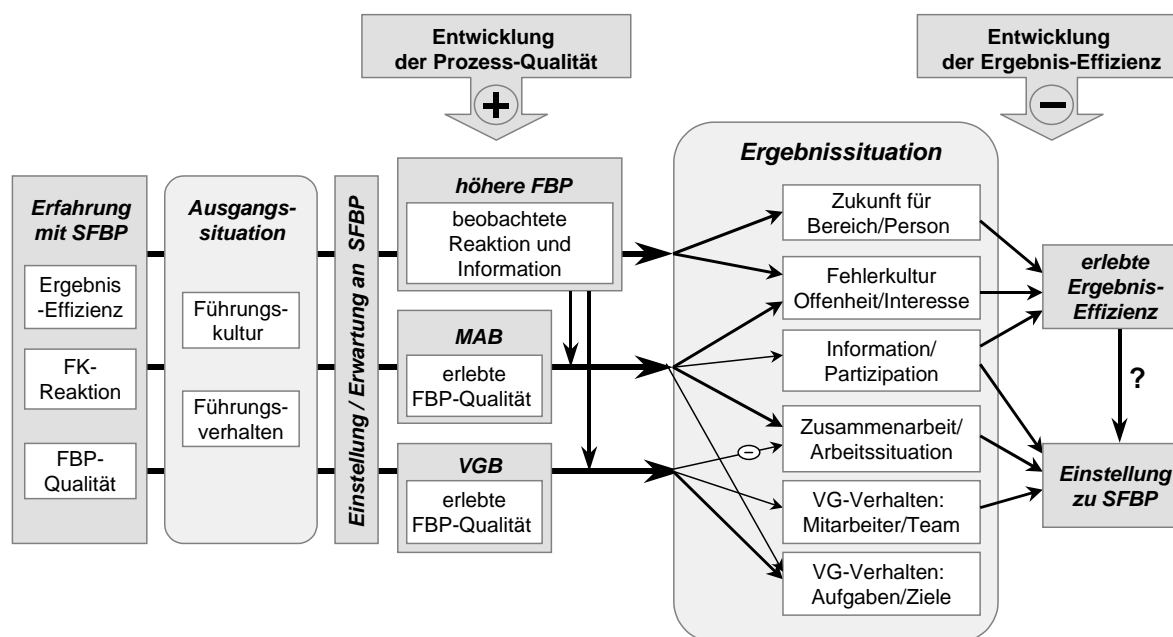 Entwicklung
der Prozess-Qualität
+
Entwicklung
der Ergebnis-Effizienz
−
Erfahrung
mit SFBP
Ergebnis
-Effizienz
FK-
Reaktion
FBP-
Qualität
Ausgangs-
situation
Führungs-
kultur
Führungs-
verhalten
Einstellung / Erwartung an SFBP
höhere FBP
beobachtete
Reaktion und
Information
MAB
erlebte
FBP-Qualität
VGB
erlebte
FBP-Qualität
Ergebnissituation
Zukunft für
Bereich/Person
Fehlerkultur
Offenheit/Interesse
Information/
Partizipation
Zusammenarbeit/
Arbeitssituation
−
VG-Verhalten:
Mitarbeiter/Team
VG-Verhalten:
Aufgaben/Ziele
erlebte
Ergebnis-
Effizienz
?
Einstellung
zu SFBP